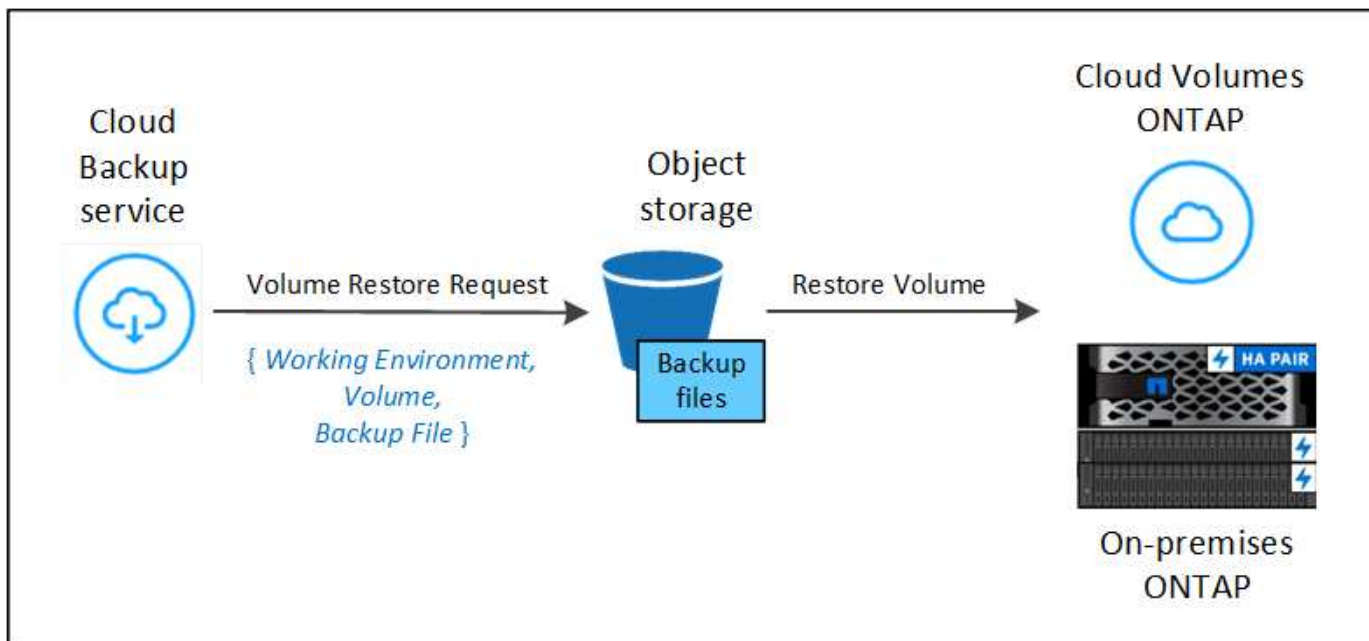 Cloud
Backup
service
Volume Restore Request
{ Working Environment,
Volume,
Backup File }
Object
storage
Backup
files
Restore Volume
Cloud Volumes
ONTAP
HA PAIR
On-premises
ONTAP